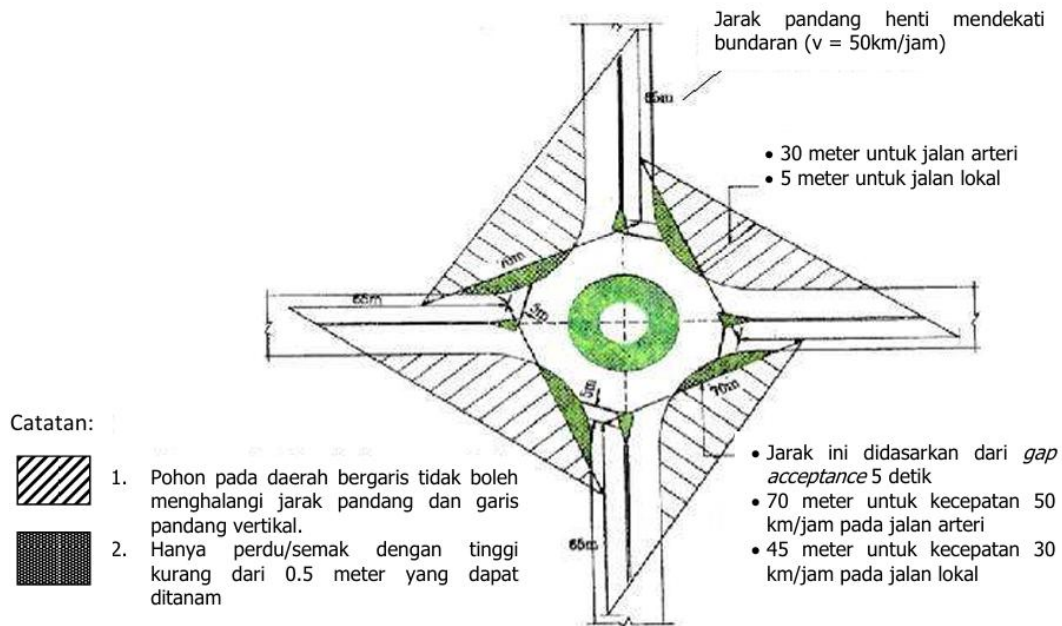 Jarak pandang henti mendekati
bundaran (v = 50km/jam)
65m
• 30 meter untuk jalan arteri
• 5 meter untuk jalan lokal
70m
65m
5m
5m
70m
65m
Catatan:
1. Pohon pada daerah bergaris tidak boleh
menghalangi jarak pandang dan garis
pandang vertikal.
2. Hanya perdu/semak dengan tinggi
kurang dari 0.5 meter yang dapat
ditanam
• Jarak ini didasarkan dari gap
acceptance 5 detik
• 70 meter untuk kecepatan 50
km/jam pada jalan arteri
• 45 meter untuk kecepatan 30
km/jam pada jalan lokal